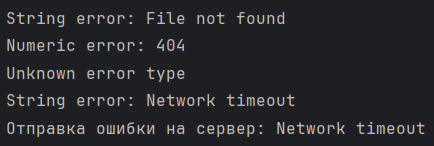 String error: File not found
Numeric error: 404
Unknown error type
String error: Network timeout
Отправка ошибки на сервер: Network timeout